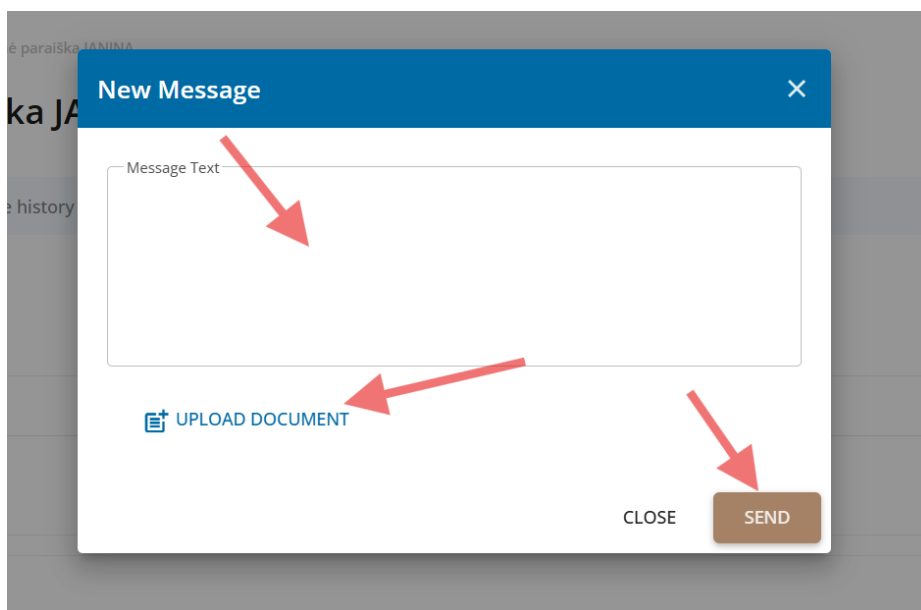 ė paraiška JANINA
New Message
ka JA
Message Text
e history
UPLOAD DOCUMENT
CLOSE
SEND